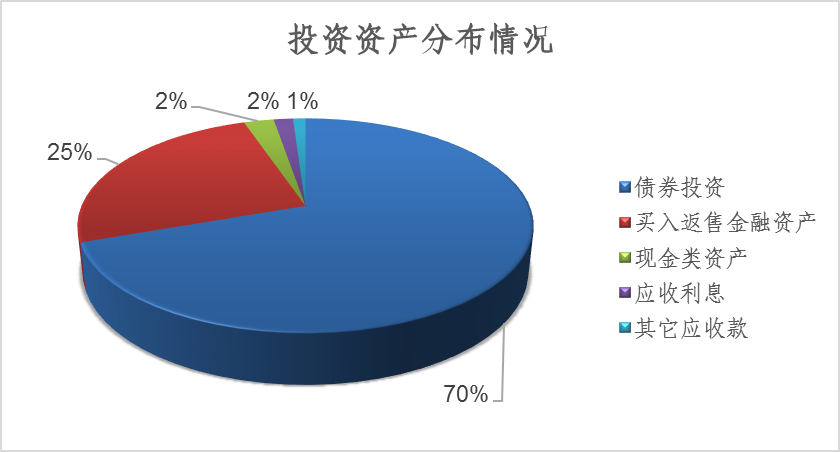 投资资产分布情况
2%
2%
1%
25%
70%
债券投资
买入返售金融资产
现金类资产
应收利息
其它应收款